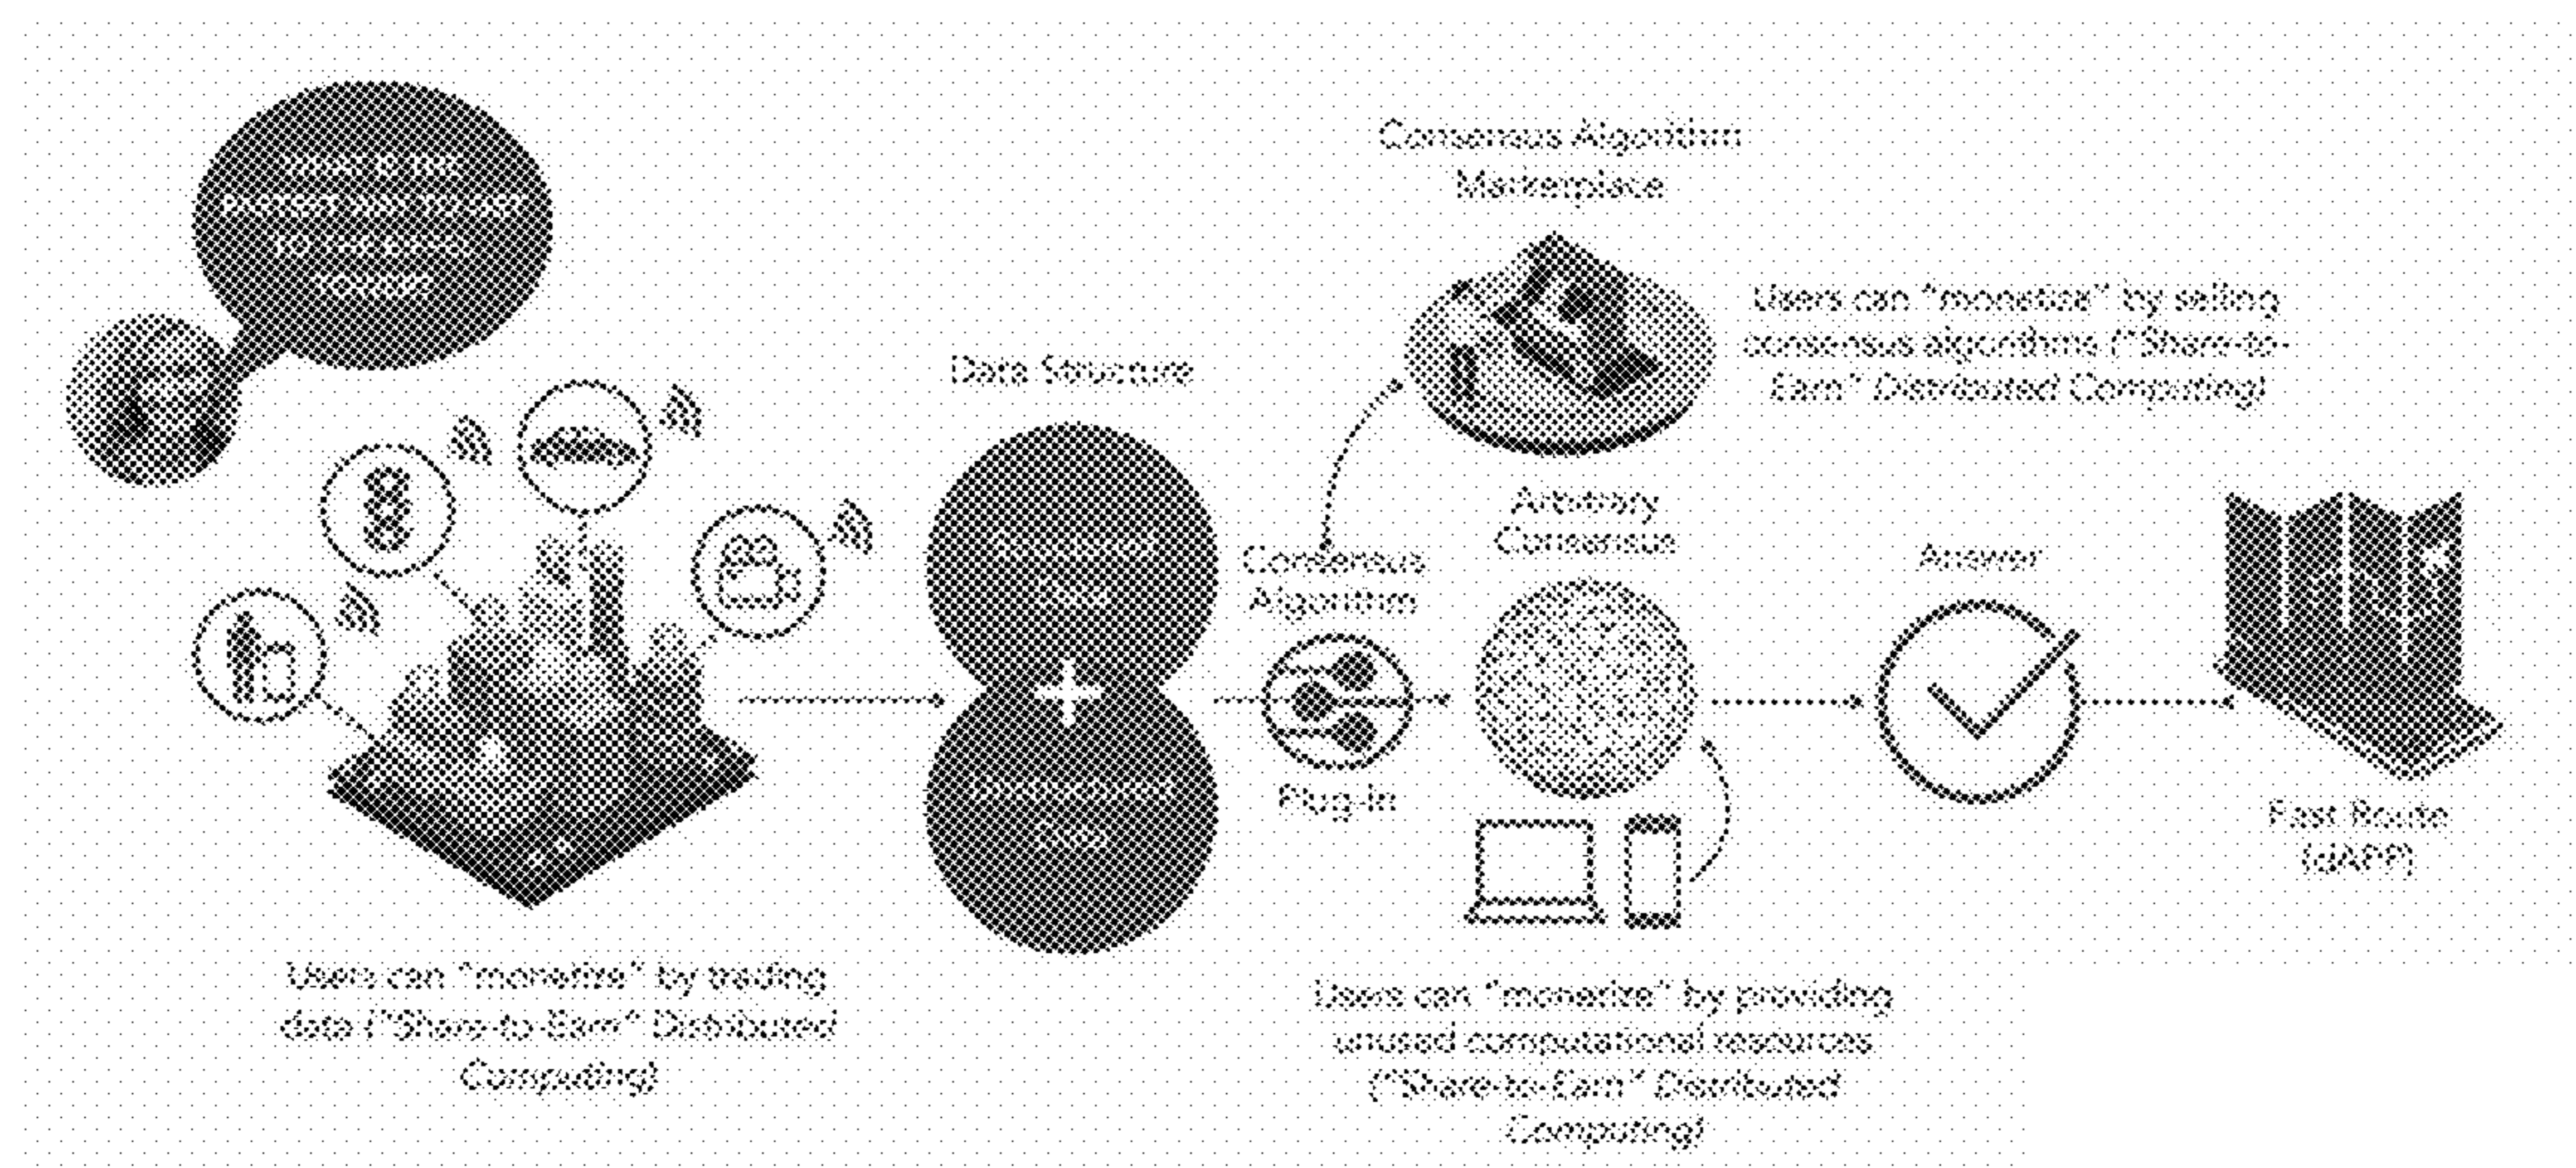 Consensus Algorithm
Marketplace
Users can "monetize" by selling
consensus algorithms ("Share-to-
Earn" Distributed Computing)
Data Structure
Arbitrary
Consensus
Consensus
Algorithm
Plug-in
Answer
Fast Route
(dAPP)
Users can "monetize" by trading
data ("Share-to-Earn" Distributed
Computing)
Users can "monetize" by providing
unused computational resources
("Share-to-Earn" Distributed
Computing)